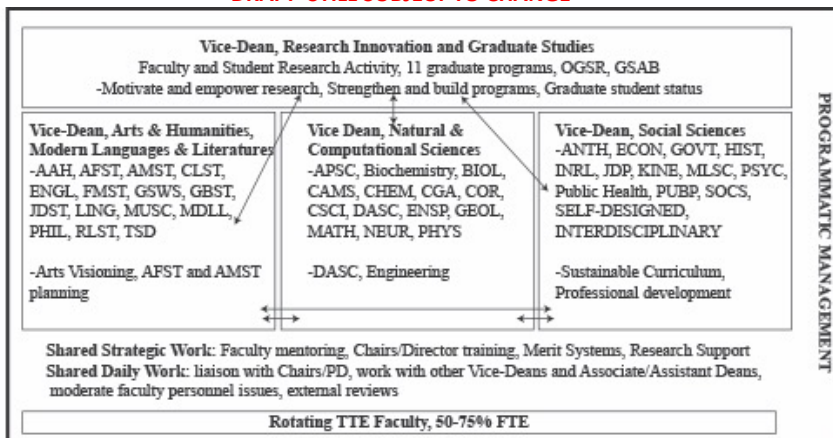 DRAFT-STILL SUBJECT TO CHANGE
Vice-Dean, Research Innovation and Graduate Studies
Faculty and Student Research Activity, 11 graduate programs, OGSR, GSAB
-Motivate and empower research, Strengthen and build programs, Graduate student status
Vice-Dean, Arts & Humanities,
Modern Languages & Literatures
-AAH, AFST, AMST, CLST,
ENGL, FMST, GSWS, GBST,
JDST, LING, MUSC, MDLL,
PHIL, RLST, TSD
-Arts Visioning, AFST and AMST
planning
Vice Dean, Natural &
Computational Sciences
-APSC, Biochemistry, BIOL,
CAMS, CHEM, CGA, COR,
CSCI, DASC, ENSP, GEOL,
MATH, NEUR, PHYS
-DASC, Engineering
Vice-Dean, Social Sciences
-ANTH, ECON, GOVT, HIST,
INRL, JDP, KINE, MLSC, PSYC,
Public Health, PUBP, SOCS,
SELF-DESIGNED,
INTERDISCIPLINARY
-Sustainable Curriculum,
Professional development
PROGRAMMATIC MANAGEMENT
Shared Strategic Work: Faculty mentoring, Chairs/Director training, Merit Systems, Research Support
Shared Daily Work: liaison with Chairs/PD, work with other Vice-Deans and Associate/Assistant Deans,
moderate faculty personnel issues, external reviews
Rotating TTE Faculty, 50-75% FTE